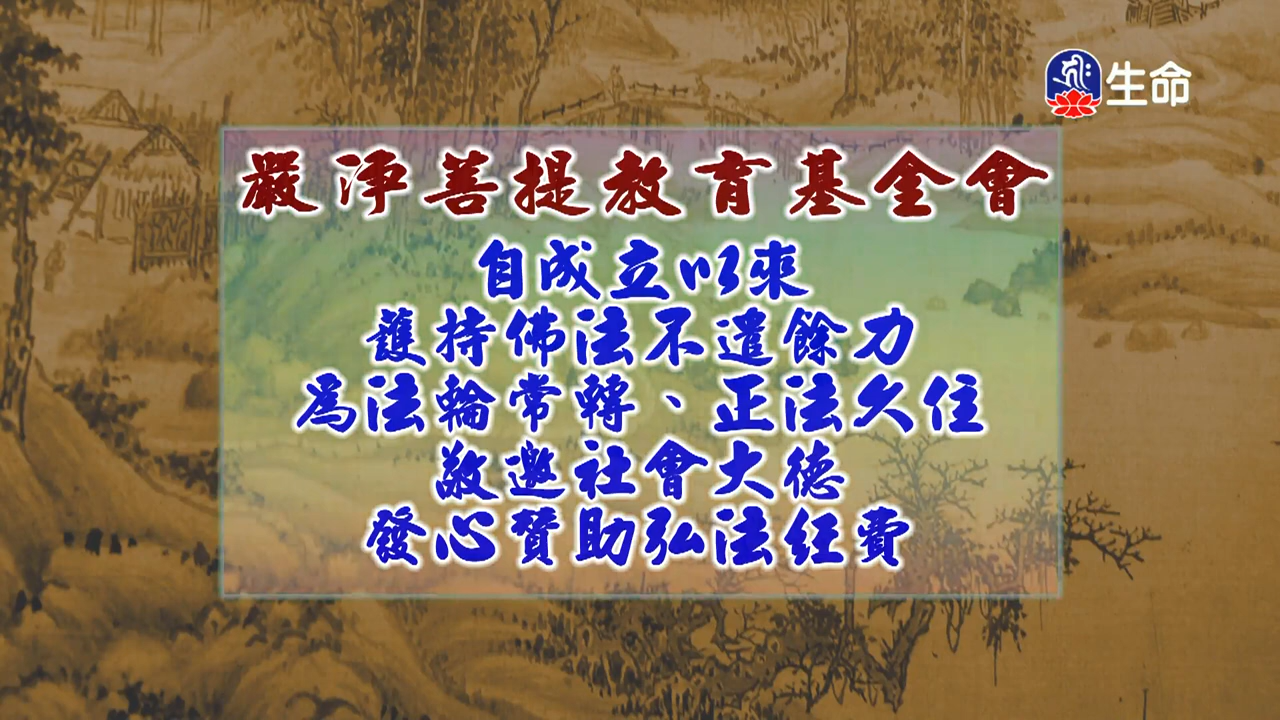 生命
嚴淨菩提教育基金會
自成立以來
護持佛法不遺餘力
為法輪常轉、正法久住
敬邀社會大德
發心贊助弘法經費